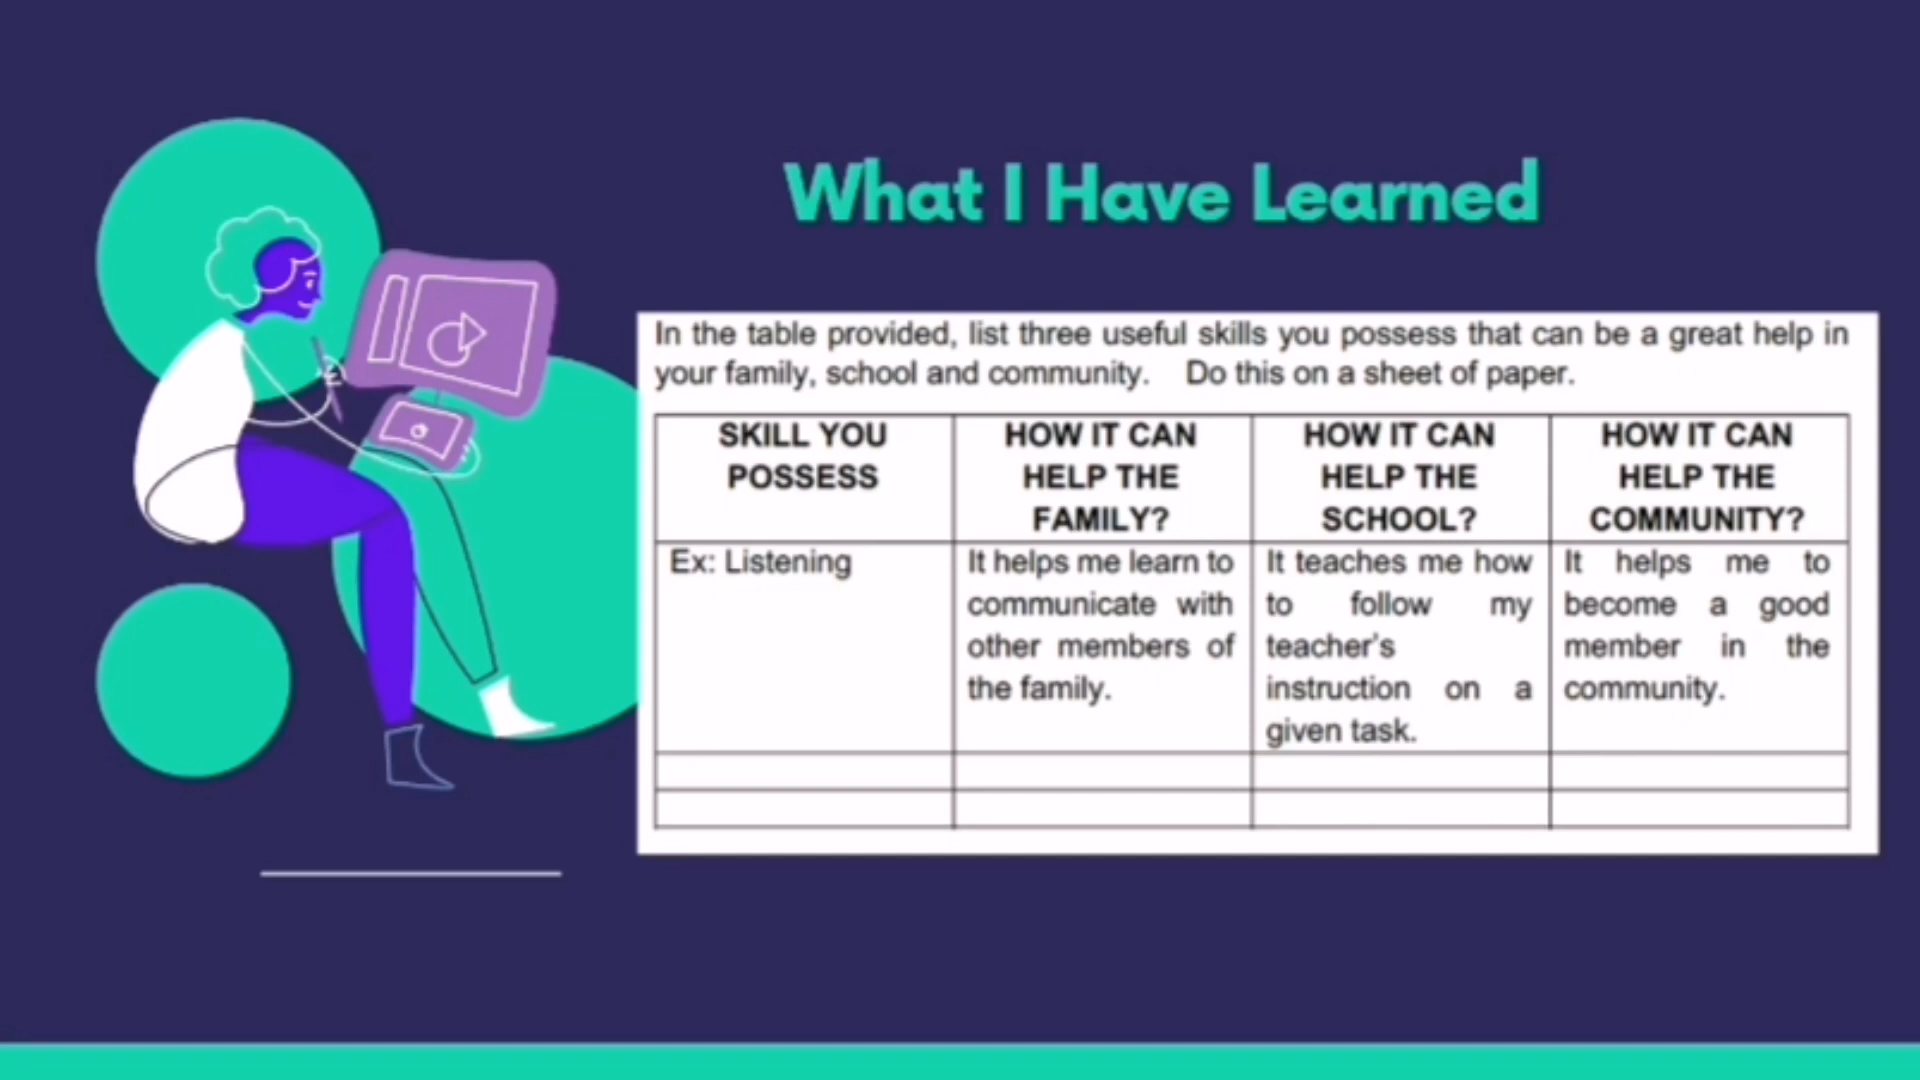 What I Have Learned
In the table provided, list three useful skills you possess that can be a great help in
your family, school and community. Do this on a sheet of paper.
SKILL YOU
POSSESS
HOW IT CAN
HELP THE
FAMILY?
HOW IT CAN
HELP THE
SCHOOL?
HOW IT CAN
HELP THE
COMMUNITY?
Ex: Listening
It helps me learn to
communicate with
other members of
the family.
It teaches me how
to follow my
teacher's
instruction on a
given task.
It helps me to
become a good
member in the
community.